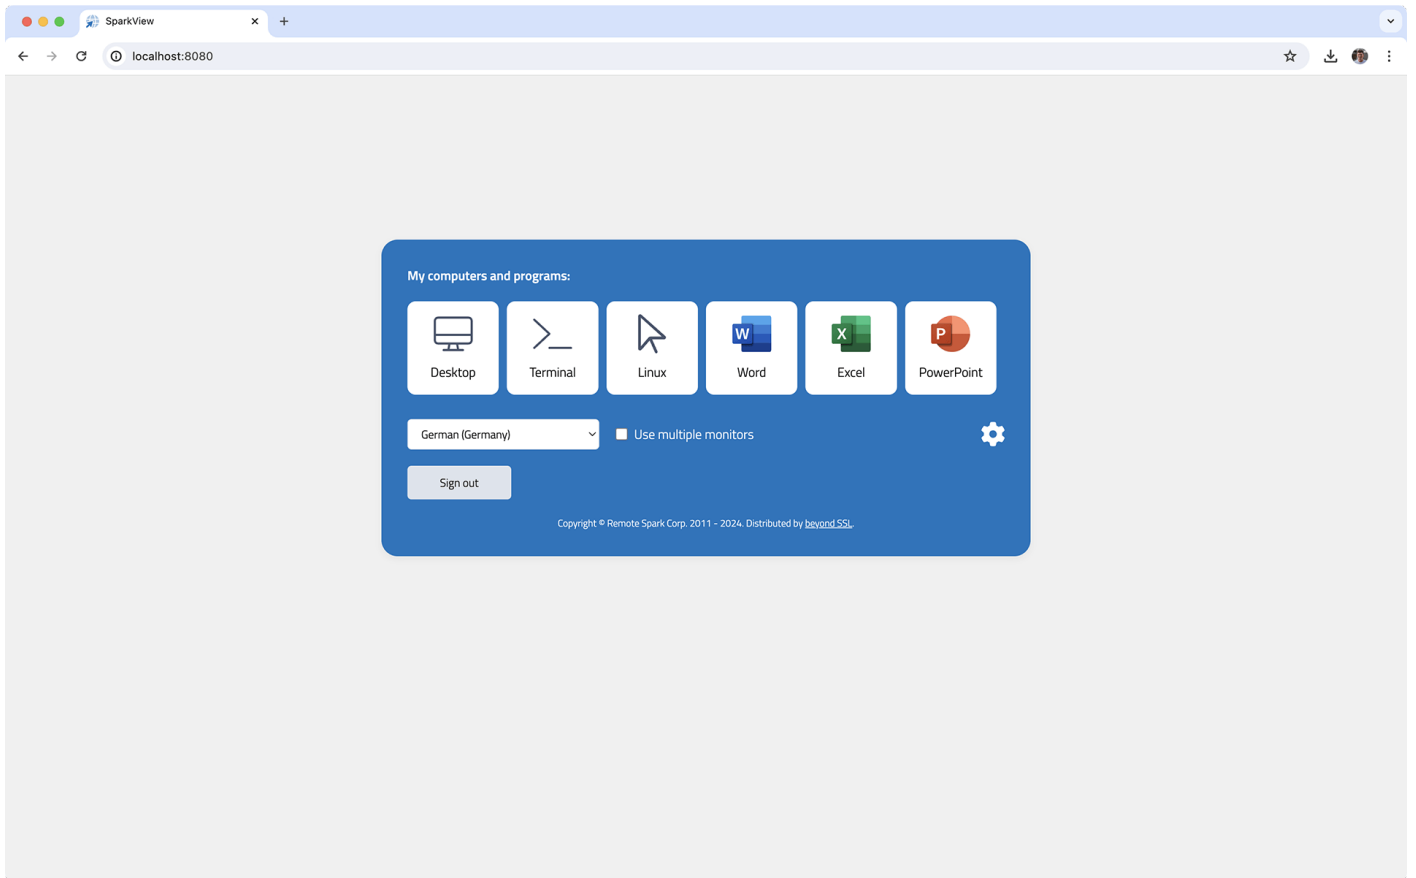 SparkView
localhost:8080
My computers and programs:
Desktop
Terminal
Linux
W
Word
X
Excel
P
PowerPoint
German (Germany)
Use multiple monitors
Sign out
Copyright © Remote Spark Corp. 2011 - 2024. Distributed by beyond SSL.